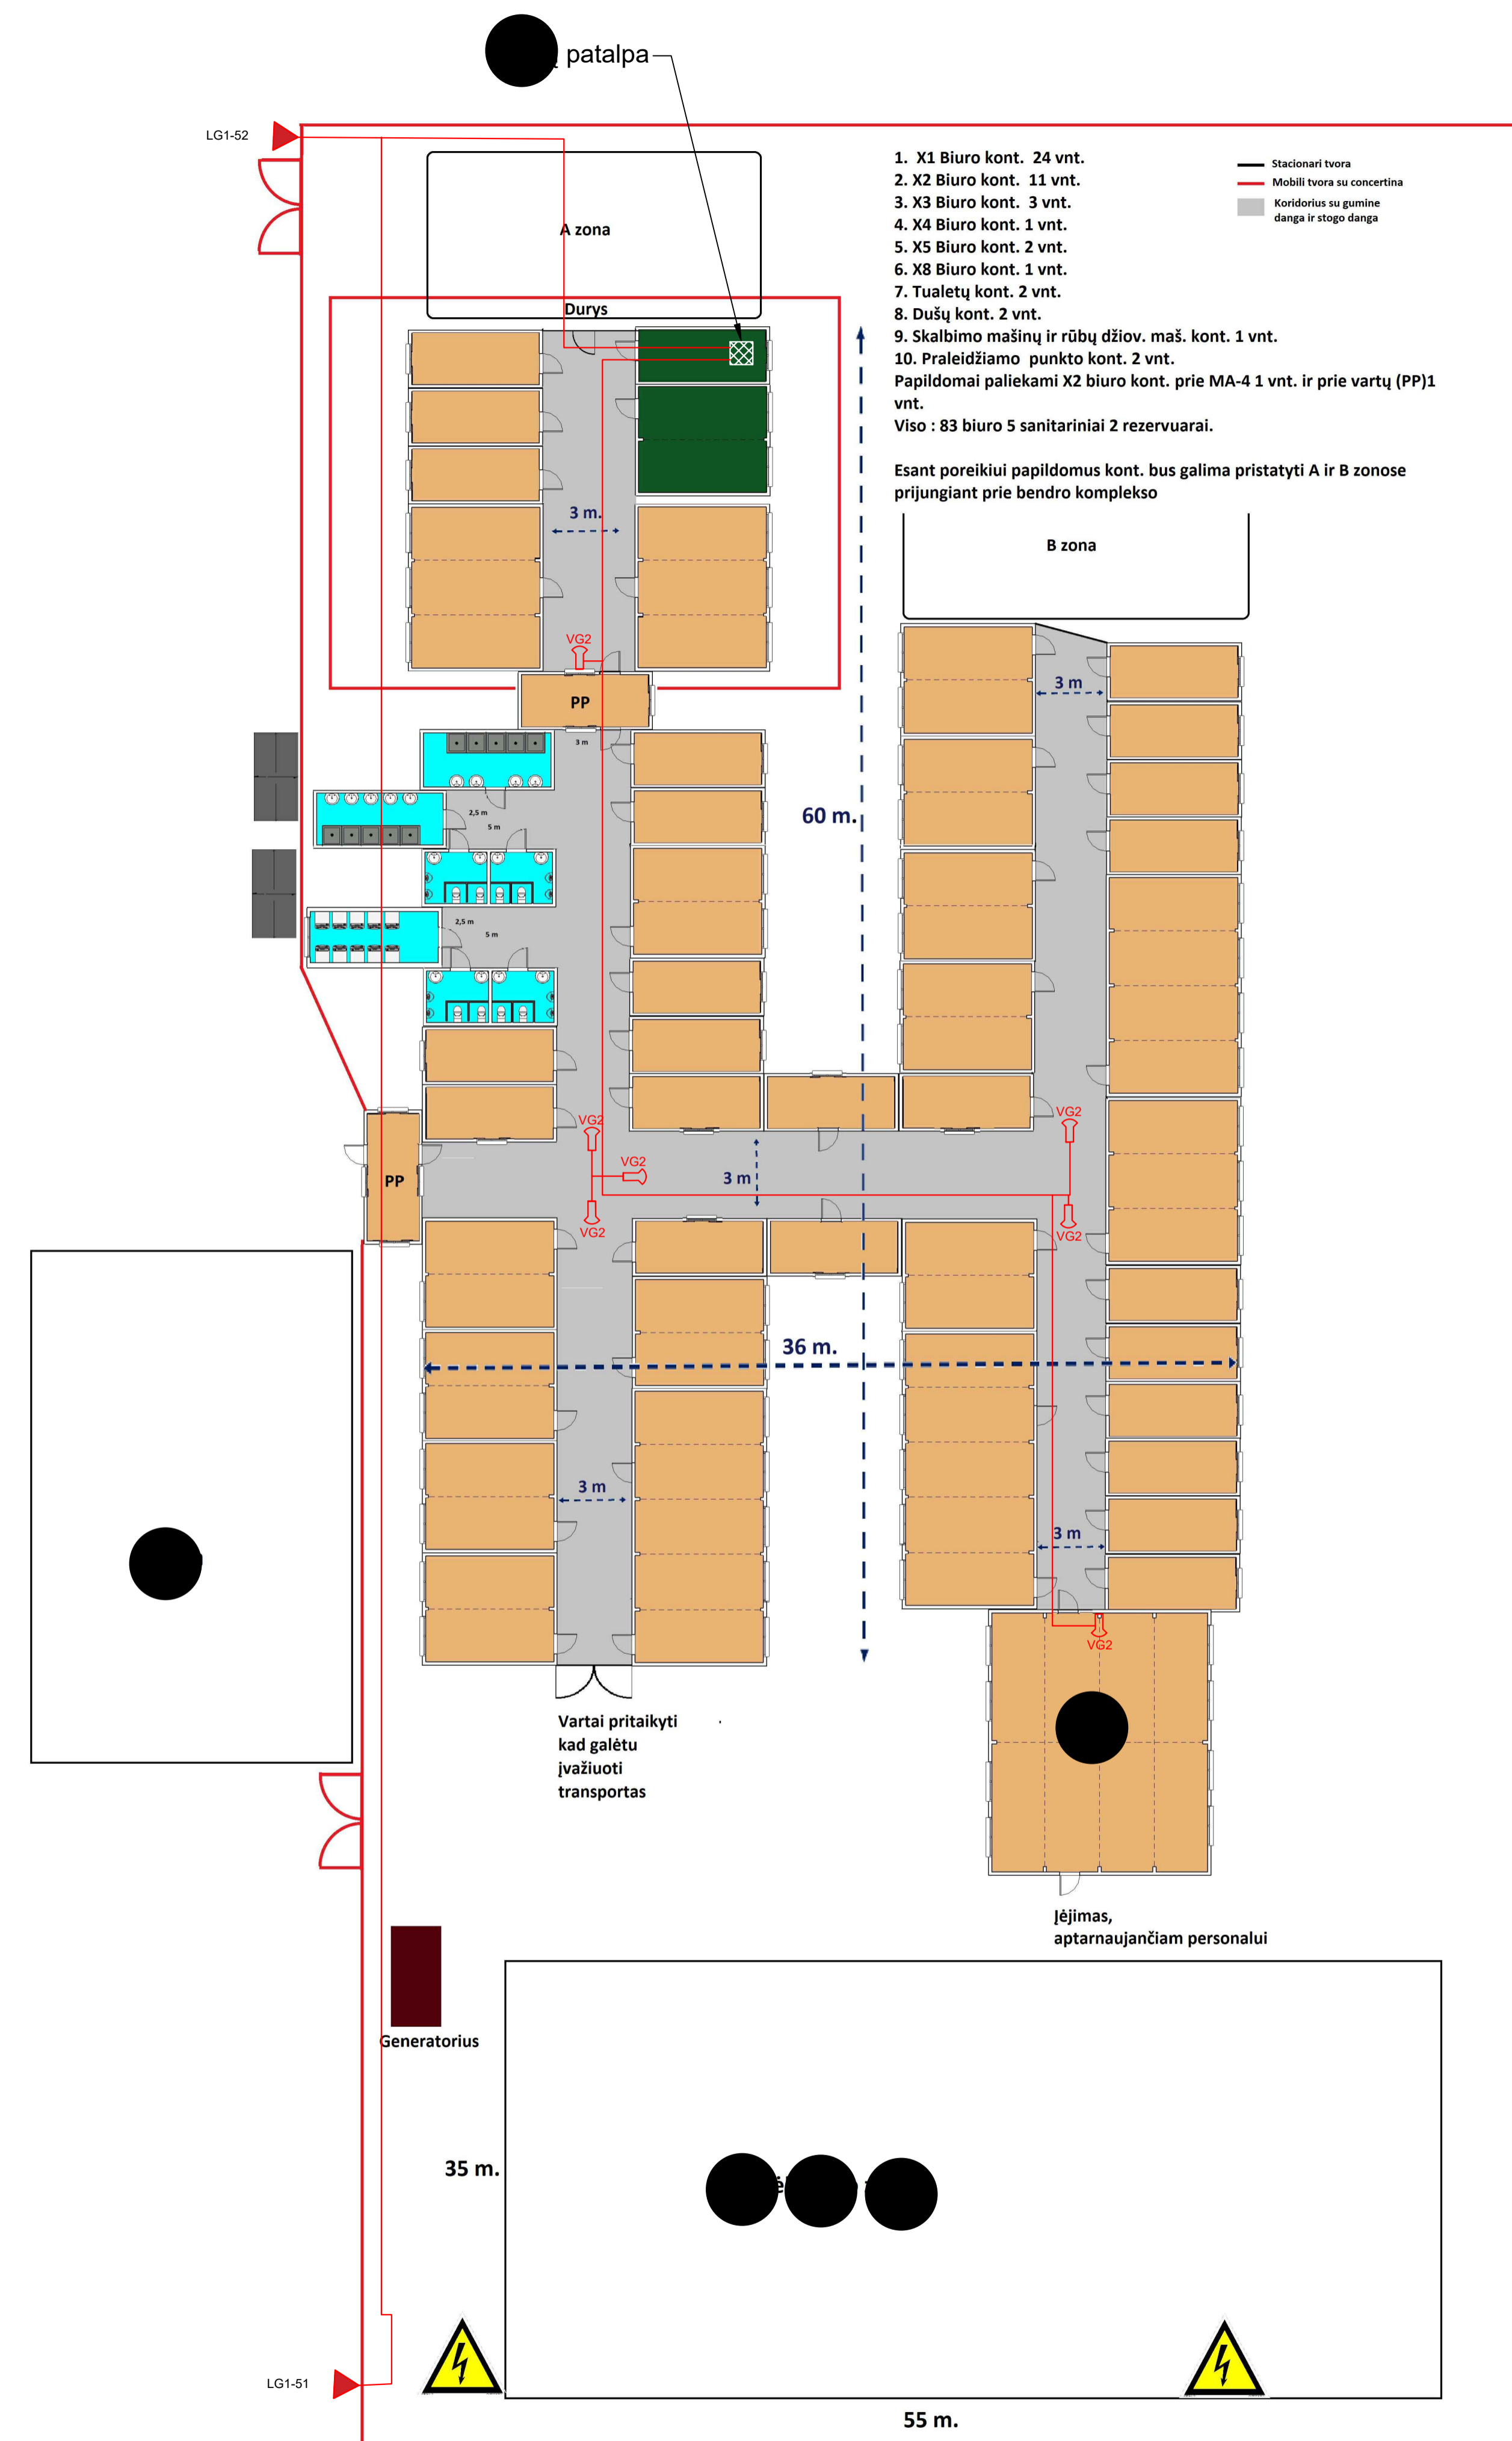 patalpa
LG1-52
A zona
Durys
1. X1 Biuro kont. 24 vnt.
2. X2 Biuro kont. 11 vnt.
3. X3 Biuro kont. 3 vnt.
4. X4 Biuro kont. 1 vnt.
5. X5 Biuro kont. 2 vnt.
6. X8 Biuro kont. 1 vnt.
7. Tualetų kont. 2 vnt.
8. Dušų kont. 2 vnt.
9. Skalbimo mašinų ir rūbų džiov. maš. kont. 1 vnt.
10. Praleidžiamo punkto kont. 2 vnt.
Papildomai paliekami X2 biuro kont. prie MA-4 1 vnt. ir prie vartų (PP)1
vnt.
Viso : 83 biuro 5 sanitariniai 2 rezervuarai.
Esant poreikiui papildomus kont. bus galima pristatyti A ir B zonose
prijungiant prie bendro komplekso
Stacionari tvora
Mobili tvora su concertina
Koridorius su gumine
danga ir stogo danga
3 m.
B zona
VG2
PP
3 m
3 m
2,5 m
5 m
60 m.
2,5 m
5 m
VG2
VG2
VG2
3 m
PP
VG2
VG2
36 m.
3 m
3 m
VG2
Vartai pritaikyti
kad galėtu
įvažiuoti
transportas
Įėjimas,
aptarnaujančiam personalui
Generatorius
35 m.
LG1-51
55 m.